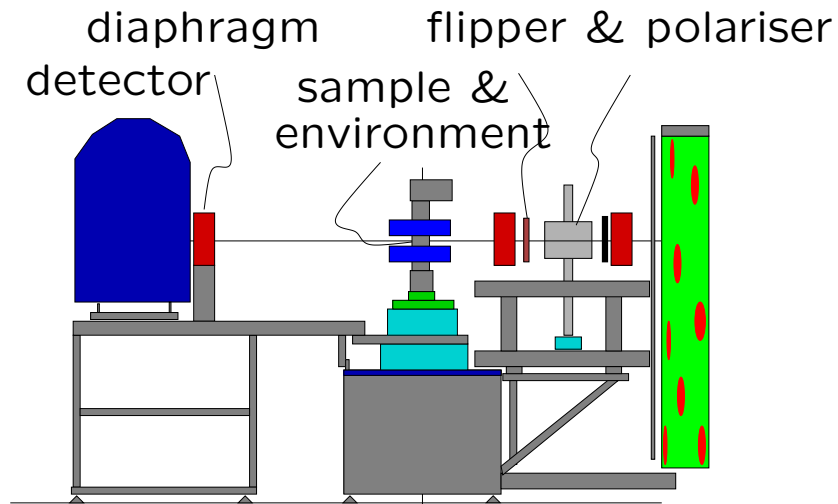 diaphragm
detector
sample &
environment
flipper & polariser